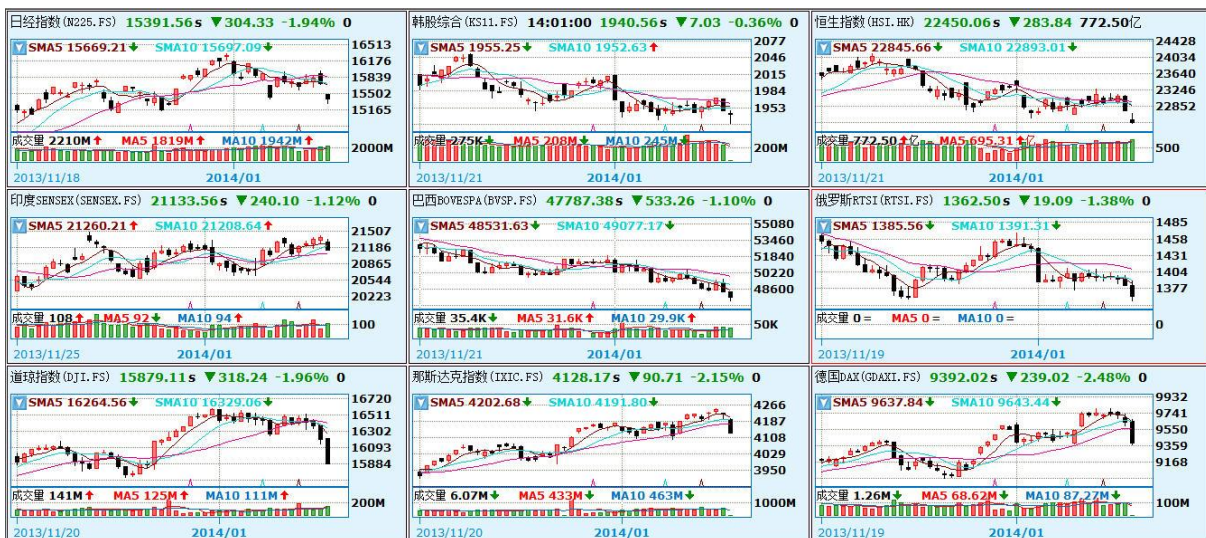 日经指数(N225.FS) 15391.56s ▼304.33 -1.94% 0
SMA5 15669.21↓ SMA10 15697.09↓
16513
16176
15839
15502
15165
成交量 2210M↑ MA5 1819M↑ MA10 1942M↑
2000M
2013/11/18 2014/01
韩股综合(KS11.FS) 14:01:00 1940.56s ▼7.03 -0.36% 0
SMA5 1955.25↓ SMA10 1952.63↑
2077
2046
2015
1984
1953
成交量 275K↓ MA5 208M↓ MA10 245M↓
200M
2013/11/21 2014/01
恒生指数(HSI.HK) 22450.06s ▼283.84 772.50亿
SMA5 22845.66↓ SMA10 22893.01↓
24428
24034
23640
23246
22852
成交量 772.50↑亿 MA5 695.31↑亿
500
2013/11/21 2014/01
印度SENSEX(SENSEX.FS) 21133.56s ▼240.10 -1.12% 0
SMA5 21260.21↑ SMA10 21208.64↑
21507
21186
20865
20544
20223
成交量 108↑ MA5 92↓ MA10 94↑
100
2013/11/25 2014/01
巴西BOVESPA(BVSP.FS) 47787.38s ▼533.26 -1.10% 0
SMA5 48531.63↓ SMA10 49077.17↓
55080
53460
51840
50220
48600
成交量 35.4K↓ MA5 31.6K↑ MA10 29.9K↑
50K
2013/11/21 2014/01
俄罗斯RTSI(RTSI.FS) 1362.50s ▼19.09 -1.38% 0
SMA5 1385.56↓ SMA10 1391.31↓
1485
1458
1431
1404
1377
成交量 0= MA5 0= MA10 0=
0
2013/11/19 2014/01
道琼指数(DJI.FS) 15879.11s ▼318.24 -1.96% 0
SMA5 16264.56↓ SMA10 16329.06↓
16720
16511
16302
16093
15884
成交量 141M↑ MA5 125M↑ MA10 111M↑
200M
2013/11/20 2014/01
那斯达克指数(IXIC.FS) 4128.17s ▼90.71 -2.15% 0
SMA5 4202.68↓ SMA10 4191.80↓
4266
4187
4108
4029
3950
成交量 6.07M↓ MA5 433M↓ MA10 463M↓
1000M
2013/11/20 2014/01
德国DAX(GDAXI.FS) 9392.02s ▼239.02 -2.48% 0
SMA5 9637.84↓ SMA10 9643.44↓
9932
9741
9550
9359
9168
成交量 1.26M↓ MA5 68.62M↓ MA10 87.27M↓
100M
2013/11/19 2014/01